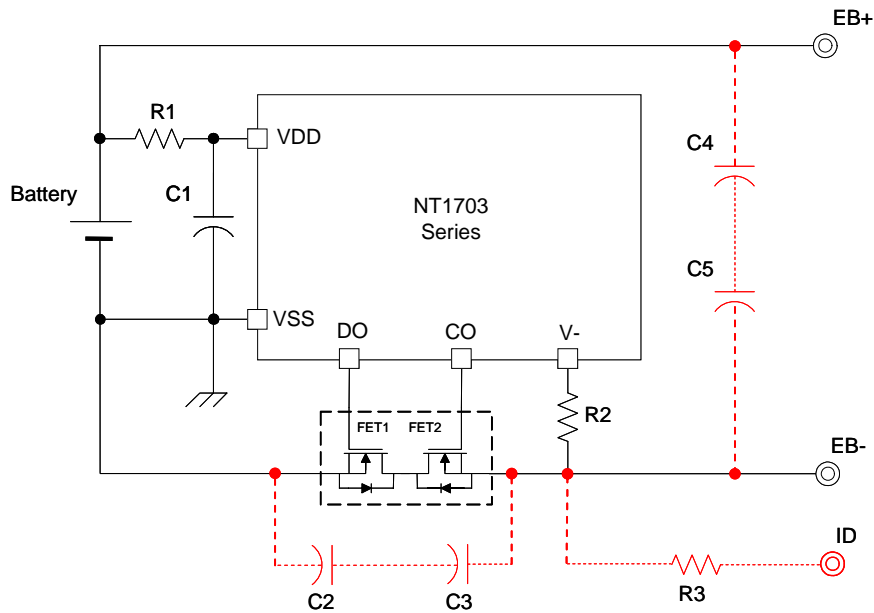 EB+
R1
VDD
C4
Battery
C1
NT1703
Series
C5
VSS
DO
CO
V-
FET1
FET2
R2
EB-
ID
C2
C3
R3